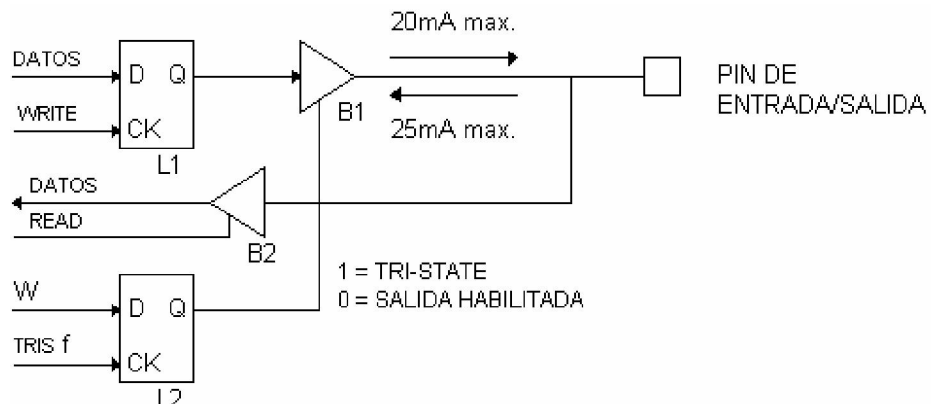 20mA max.
DATOS
D Q
WRITE
CK
L1
B1
25mA max.
PIN DE
ENTRADA/SALIDA
DATOS
READ
B2
1 = TRI-STATE
0 = SALIDA HABILITADA
W
D Q
TRIS f
CK
L2